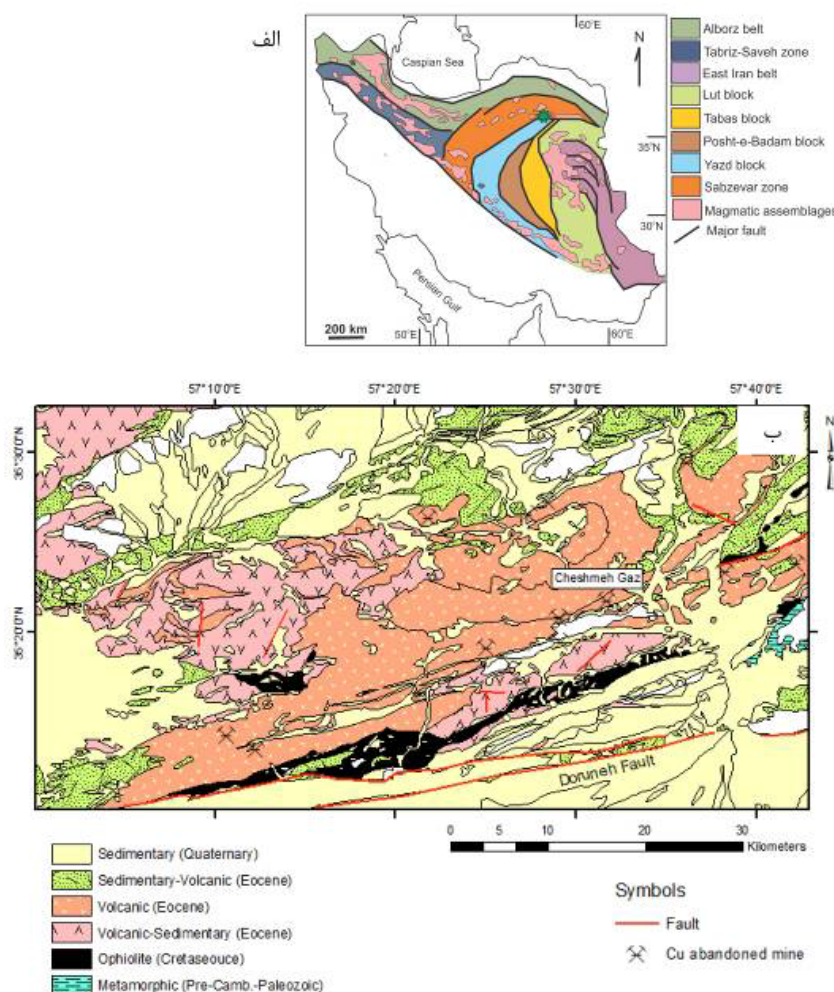 الف
60°E
N
Caspian Sea
35°N
30°N
Persian Gulf
200 km
50°E
60°E
Alborz belt
Tabriz-Saveh zone
East Iran belt
Lut block
Tabas block
Posht-e-Badam block
Yazd block
Sabzevar zone
Magmatic assemblages
Major fault
57°10'0"E
57°20'0"E
57°30'0"E
57°40'0"E
ب
N
35°30'0"N
Cheshmeh Gaz
35°20'0"N
Doruneh Fault
0 5 10 20 30
Kilometers
Sedimentary (Quaternary)
Sedimentary-Volcanic (Eocene)
Volcanic (Eocene)
Volcanic-Sedimentary (Eocene)
Ophiolite (Cretaseouce)
Metamorphic (Pre-Camb.-Paleozoic)
Symbols
Fault
Cu abandoned mine